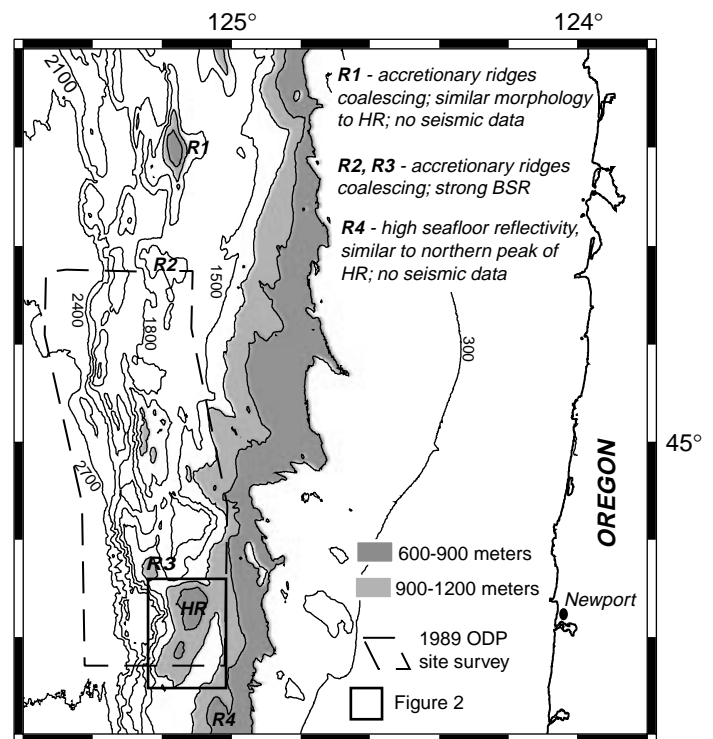 125° 124°
2100
R1 - accretionary ridges
coalescing; similar morphology
to HR; no seismic data
R1
R2, R3 - accretionary ridges
coalescing; strong BSR
R4 - high seafloor reflectivity,
similar to northern peak of
HR; no seismic data
R2
1500
2400
1800
300
45°
2700
OREGON
600-900 meters
R3
900-1200 meters
HR
Newport
1989 ODP
site survey
Figure 2
R4